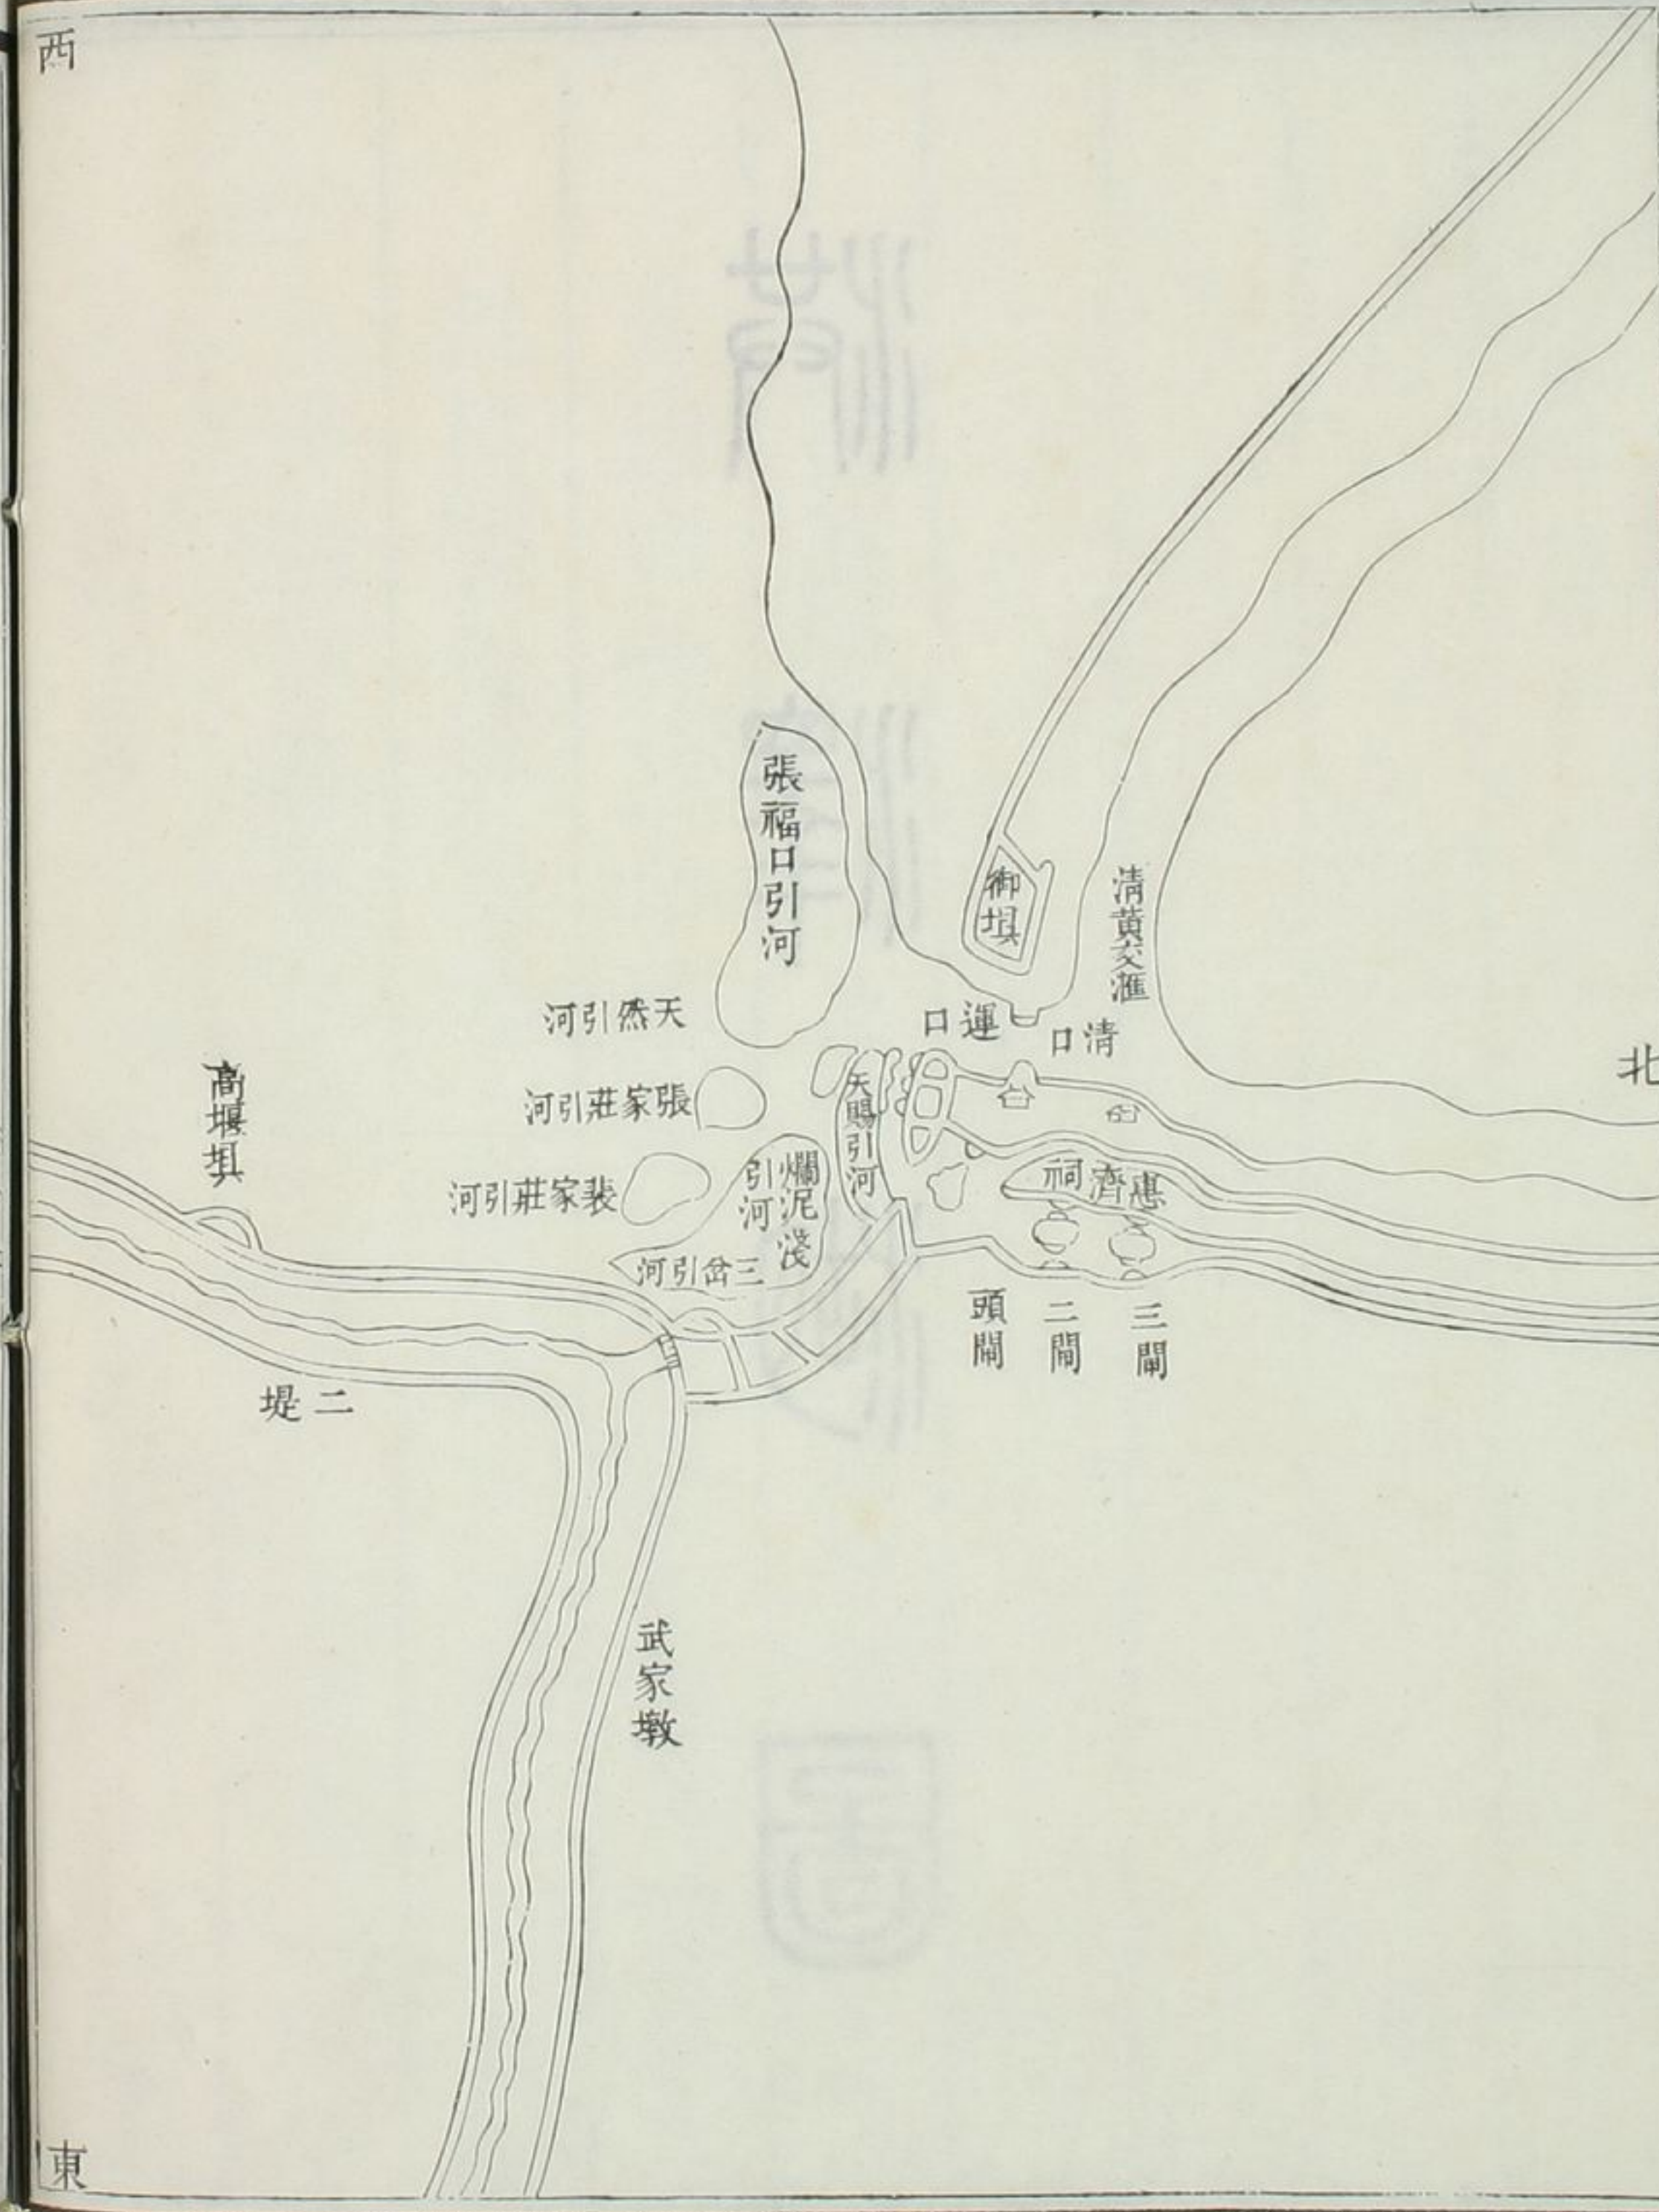 西
張福口引河
御垻
清黃交滙
天然引河
運口
清口
北
高堰垻
張家莊引河
天賜引河
裴家莊引河
爛泥淺
引河
三岔引河
惠濟祠
頭閘
二閘
三閘
二堤
武家墩
東